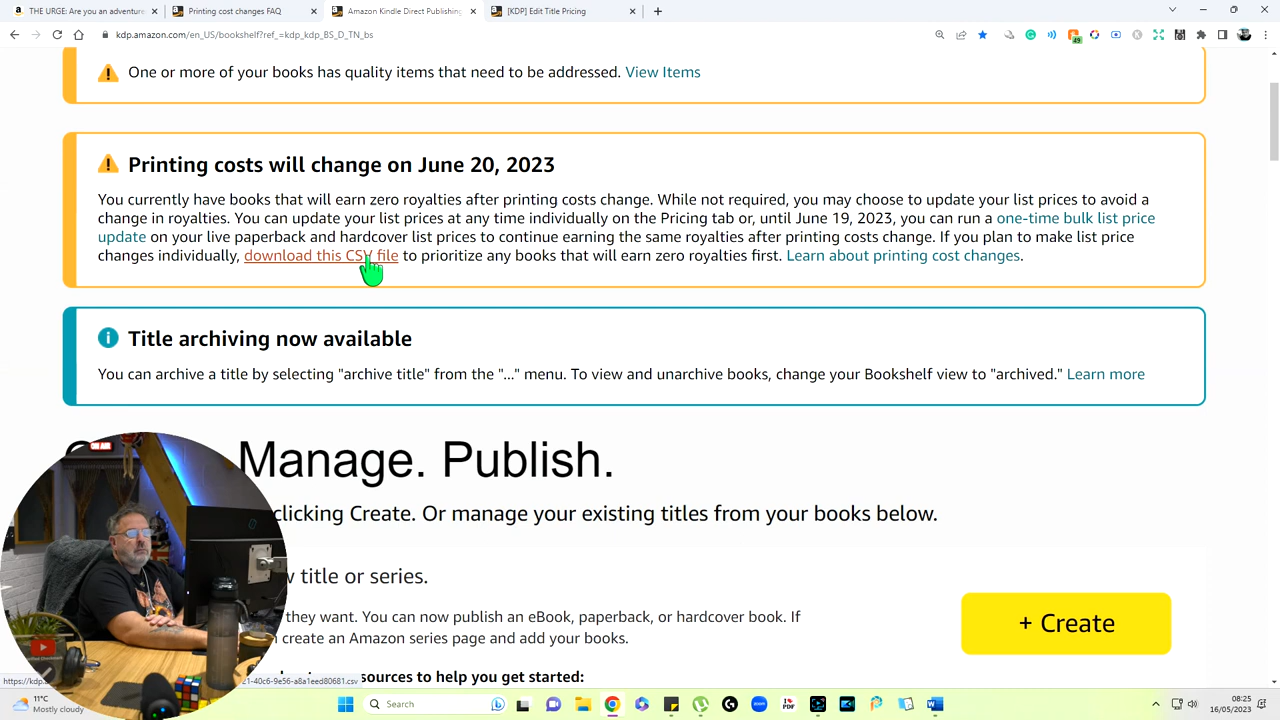 THE URGE: Are you an adventure
Printing cost changes FAQ
Amazon Kindle Direct Publishing
[KDP] Edit Title Pricing
kdp.amazon.com/en_US/bookshelf?ref_=kdp_kdp_BS_D_TN_bs
One or more of your books has quality items that need to be addressed. View Items
Printing costs will change on June 20, 2023
You currently have books that will earn zero royalties after printing costs change. While not required, you may choose to update your list prices to avoid a
change in royalties. You can update your list prices at any time individually on the Pricing tab or, until June 19, 2023, you can run a one-time bulk list price
update on your live paperback and hardcover list prices to continue earning the same royalties after printing costs change. If you plan to make list price
changes individually, download this CSV file to prioritize any books that will earn zero royalties first. Learn about printing cost changes.
Title archiving now available
You can archive a title by selecting "archive title" from the "..." menu. To view and unarchive books, change your Bookshelf view to "archived." Learn more
ON AIR
Manage. Publish.
clicking Create. Or manage your existing titles from your books below.
title or series.
they want. You can now publish an eBook, paperback, or hardcover book. If
create an Amazon series page and add your books.
+ Create
sources to help you get started:
https://kdp.a
21-40c6-9e56-a8a1eed80681.csv
11°C
Mostly cloudy
Search
PDF
zoom
08:25
16/05/2023